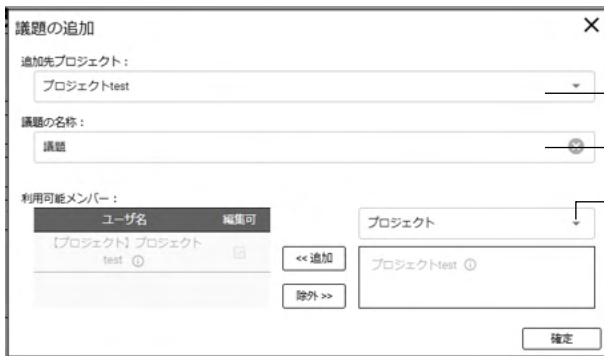 議題の追加
追加先プロジェクト：
プロジェクトtest
議題の名称：
議題
利用可能メンバー：
ユーザ名 編集可
【プロジェクト】プロジェクト
test
プロジェクト
<< 追加
プロジェクトtest
除外 >>
確定